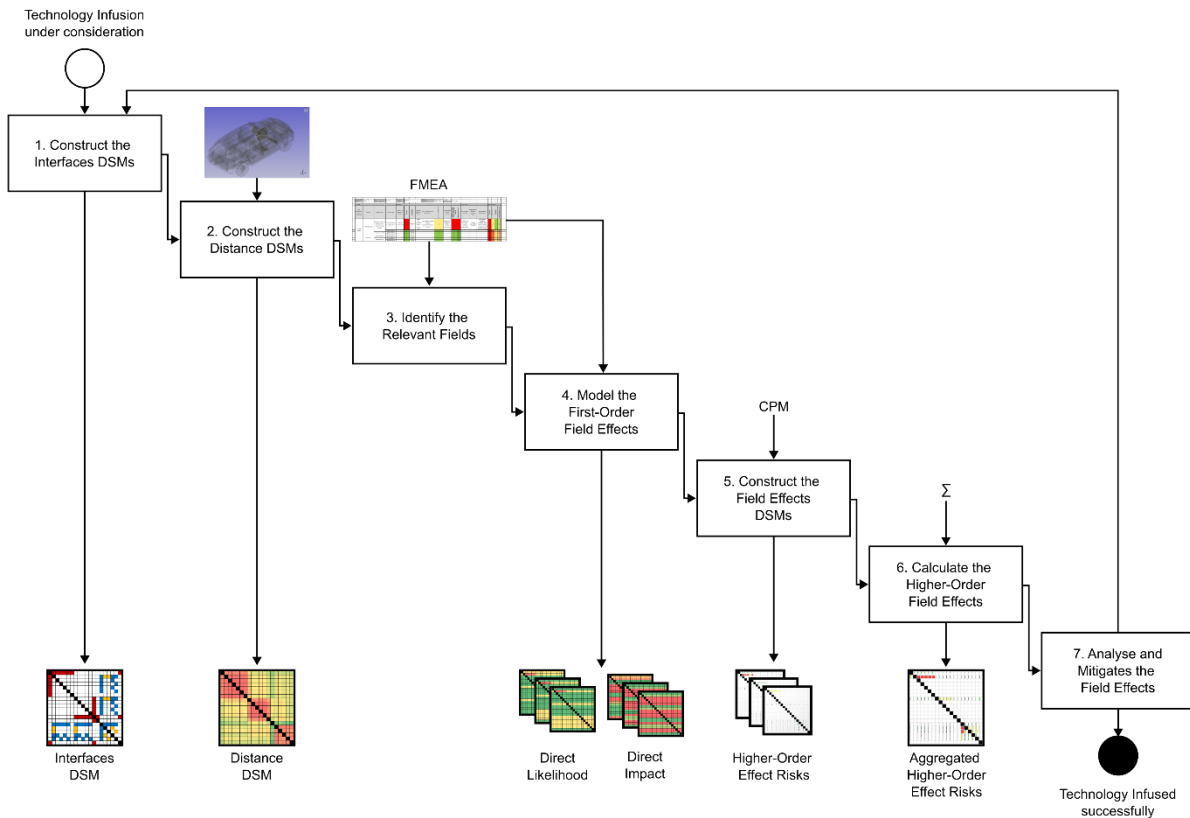 Technology Infusion
under consideration
1. Construct the
Interfaces DSMs
2. Construct the
Distance DSMs
FMEA
3. Identify the
Relevant Fields
4. Model the
First-Order
Field Effects
CPM
5. Construct the
Field Effects
DSMs
Σ
6. Calculate the
Higher-Order
Field Effects
7. Analyse and
Mitigates the
Field Effects
Interfaces
DSM
Distance
DSM
Direct
Likelihood
Direct
Impact
Higher-Order
Effect Risks
Aggregated
Higher-Order
Effect Risks
Technology Infused
successfully